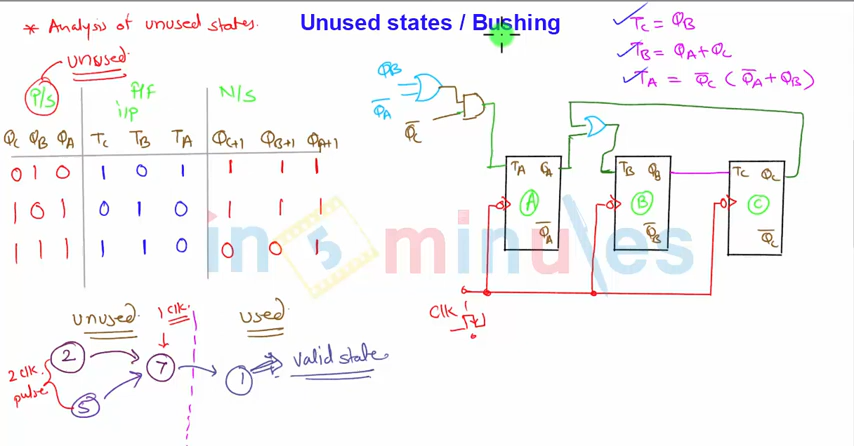 Unused states / Bushing
* Analysis of unused states.
unused
P/S F/F i/p N/S
QC QB QA TC TB TA QC+1 QB+1 QA+1
0 1 0 1 0 1 1 1 1
1 0 1 0 1 0 1 1 1
1 1 1 1 1 0 0 0 1
TC = QB
TB = QA + QC
TA = Q̅C ( Q̅A + QB )
QB
Q̅A
Q̅C
TA QA
A
Q̅A
TB QB
B
Q̅B
TC QC
C
Q̅C
Clk
in 5 minutes
unused 1 clk. used
2 7 1 valid state
2 clk. pulse
5